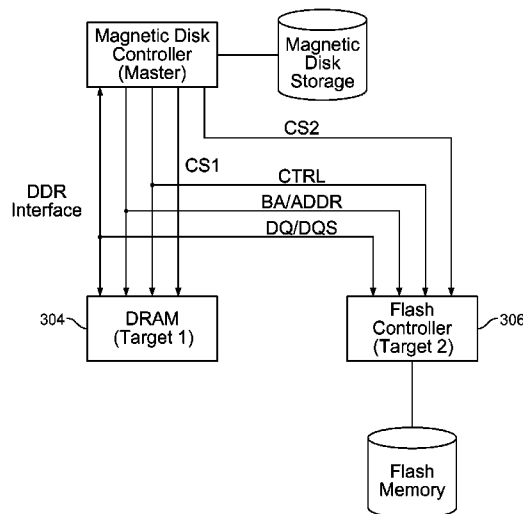 Magnetic Disk
Controller
(Master)
Magnetic
Disk
Storage
CS2
CS1
CTRL
DDR
Interface
BA/ADDR
DQ/DQS
304
DRAM
(Target 1)
Flash
Controller
(Target 2)
306
Flash
Memory